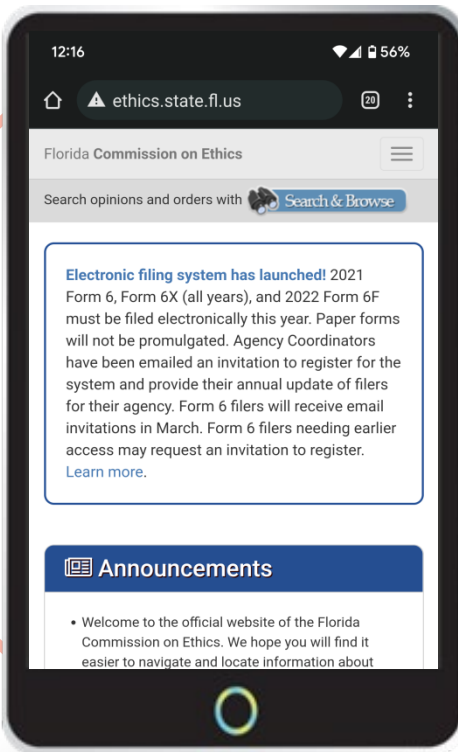 12:16 56%
ethics.state.fl.us 20
Florida Commission on Ethics
Search opinions and orders with Search & Browse
Electronic filing system has launched! 2021
Form 6, Form 6X (all years), and 2022 Form 6F
must be filed electronically this year. Paper forms
will not be promulgated. Agency Coordinators
have been emailed an invitation to register for the
system and provide their annual update of filers
for their agency. Form 6 filers will receive email
invitations in March. Form 6 filers needing earlier
access may request an invitation to register.
Learn more.
Announcements
• Welcome to the official website of the Florida
Commission on Ethics. We hope you will find it
easier to navigate and locate information about